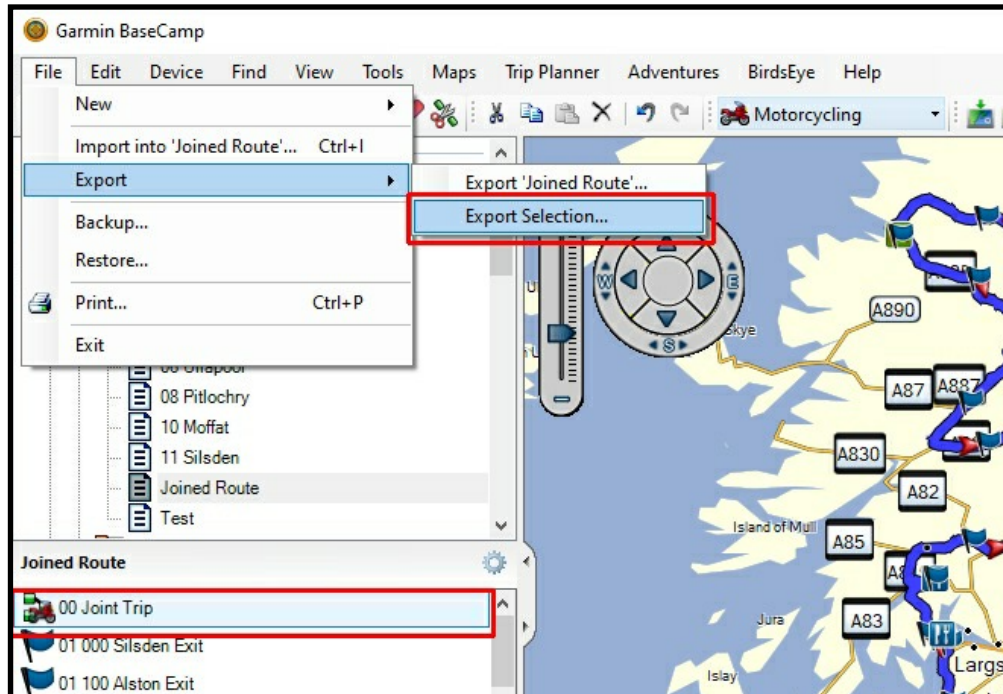 Garmin BaseCamp
File Edit Device Find View Tools Maps Trip Planner Adventures BirdsEye Help
New
Motorcycling
Import into 'Joined Route'... Ctrl+I
Export
Export 'Joined Route'...
Export Selection...
Backup...
Restore...
Print... Ctrl+P
Exit
08 Pitlochry
10 Moffat
11 Silsden
Joined Route
Test
Joined Route
00 Joint Trip
01 000 Silsden Exit
01 100 Alston Exit
W
E
S
Skye
A890
A87
A887
A830
A82
Island of Mull
A85
A83
Jura
Islay
Largs